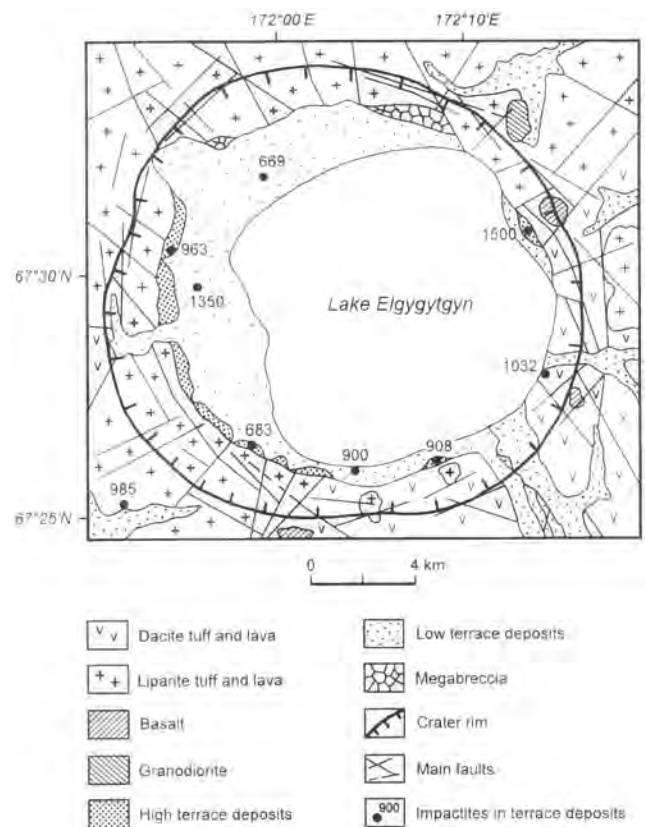 172°00' E 172°10' E
669
1500
963
67°30'N
1350
Lake Elgygytgyn
1032
683
900
908
985
67°25'N
0 4 km
Dacite tuff and lava
Low terrace deposits
Liparite tuff and lava
Megabreccia
Basalt
Crater rim
Granodiorite
Main faults
High terrace deposits
900
Impactites in terrace deposits